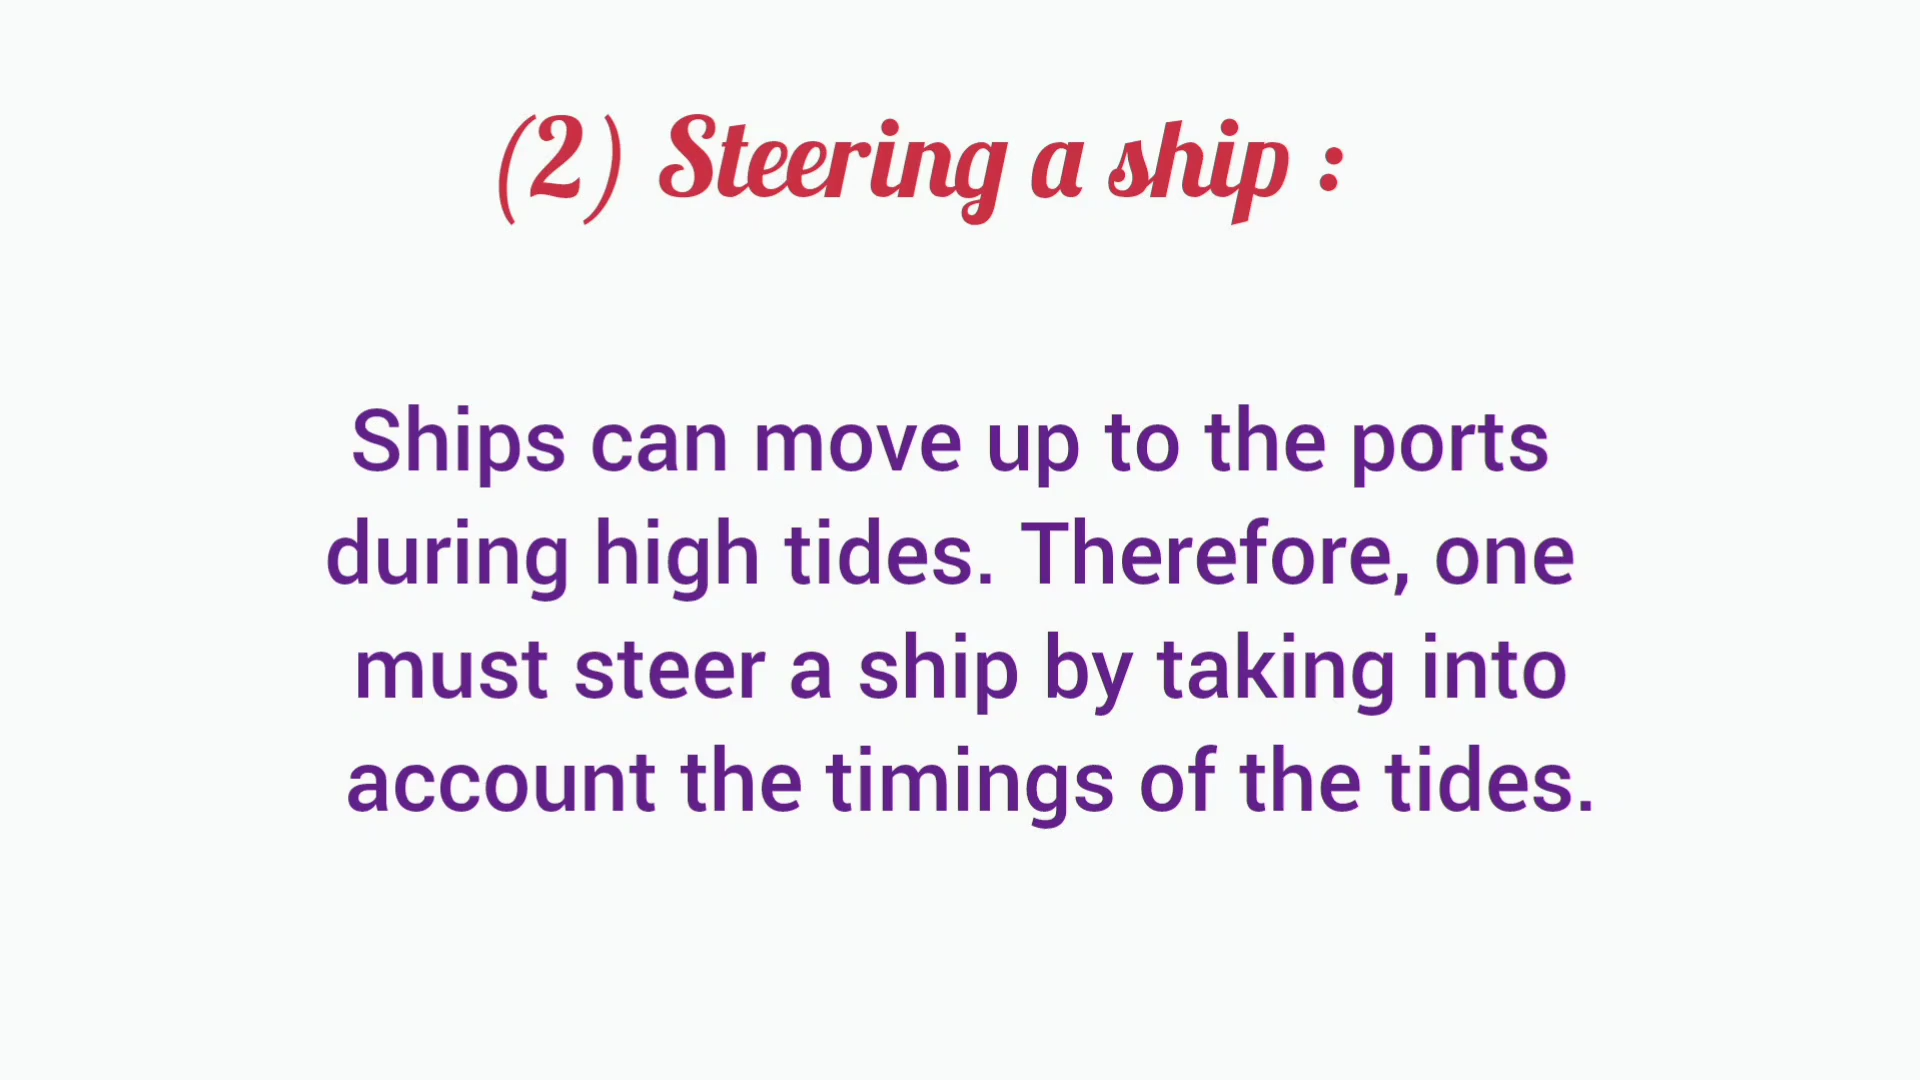 (2) Steering a ship :
Ships can move up to the ports
during high tides. Therefore, one
must steer a ship by taking into
account the timings of the tides.